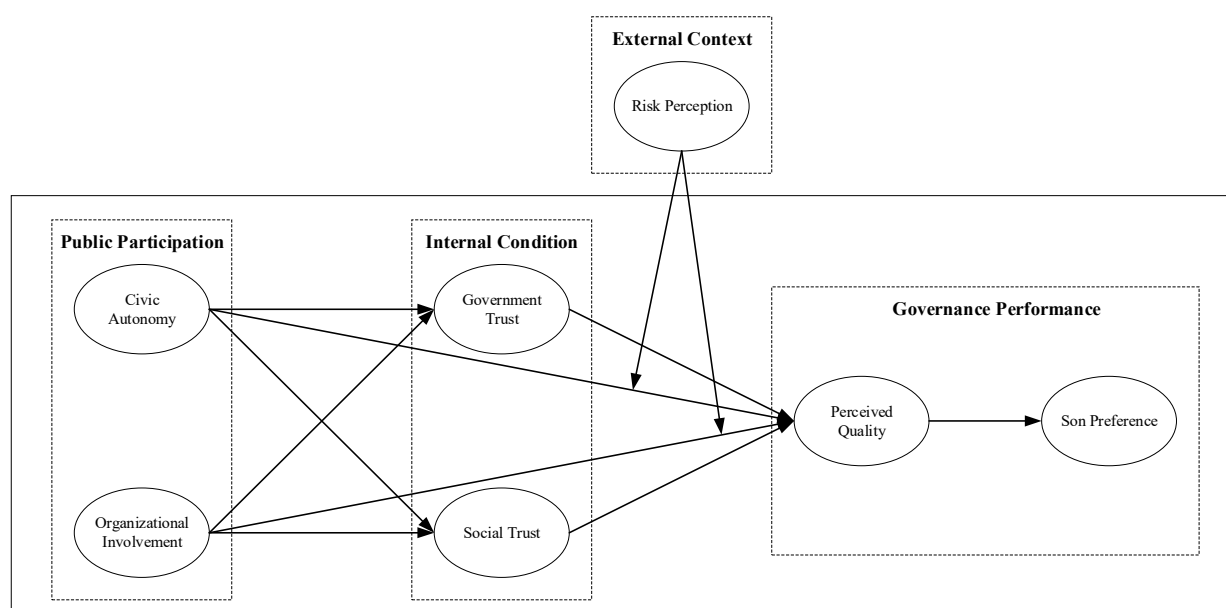 External Context
Risk Perception
Public Participation
Civic
Autonomy
Organizational
Involvement
Internal Condition
Government
Trust
Social Trust
Governance Performance
Perceived
Quality
Son Preference